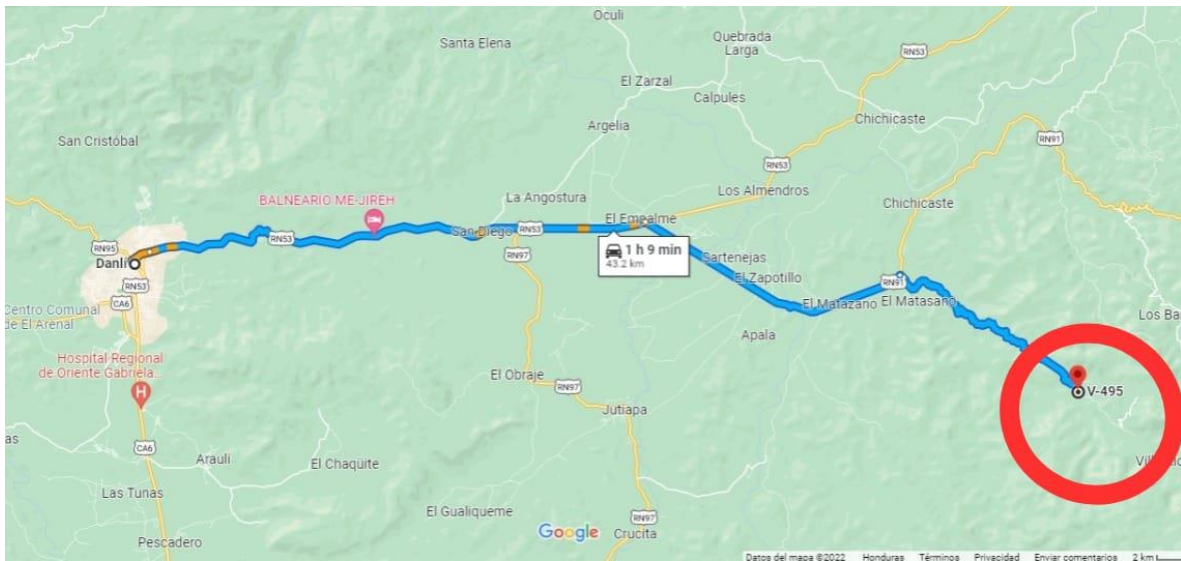 Oculi
Santa Elena
Quebrada
Larga
RN53
El Zarzal
Calpules
Chichicaste
Argelia
San Cristóbal
RN91
RN53
Los Almendros
La Angostura
BALNEARIO ME-JIREH
Chichicaste
El Empalme
San Diego
RN53
RN53
RN95
1 h 9 min
43.2 km
Danlí
RN97
Sartenejas
El Zapotillo
RN53
RN91
CA6
El Matazano
El Matasano
Centro Comunal
de El Arenal
Los Ba
Apala
Hospital Regional
de Oriente Gabriela...
El Obraje
RN97
V-495
H
Jutiapa
as
CA6
Arauli
El Chaqüite
Las Tunas
El Gualiqueme
RN97
Pescadero
Google
Crucita
Datos del mapa ©2022 Honduras Términos Privacidad Enviar comentarios 2 km